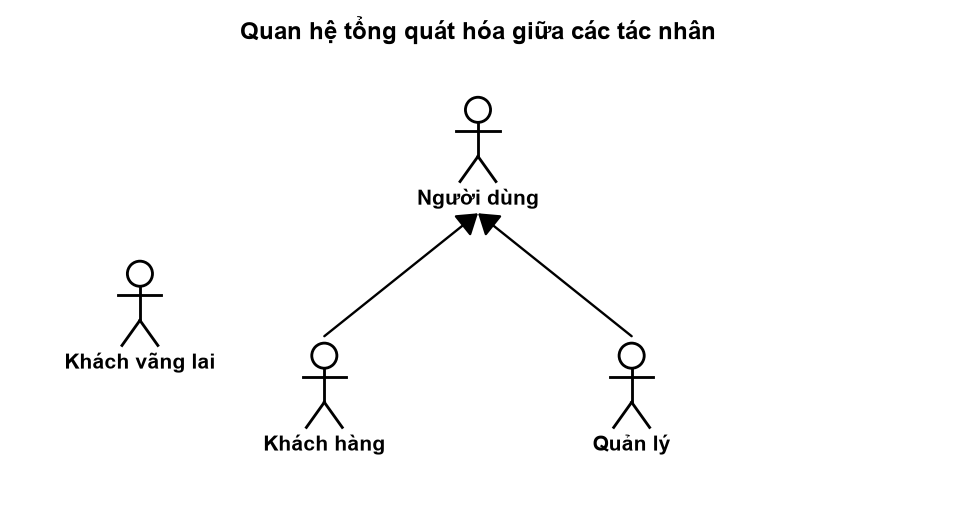 Quan hệ tổng quát hóa giữa các tác nhân
Người dùng
Khách vãng lai
Khách hàng
Quản lý